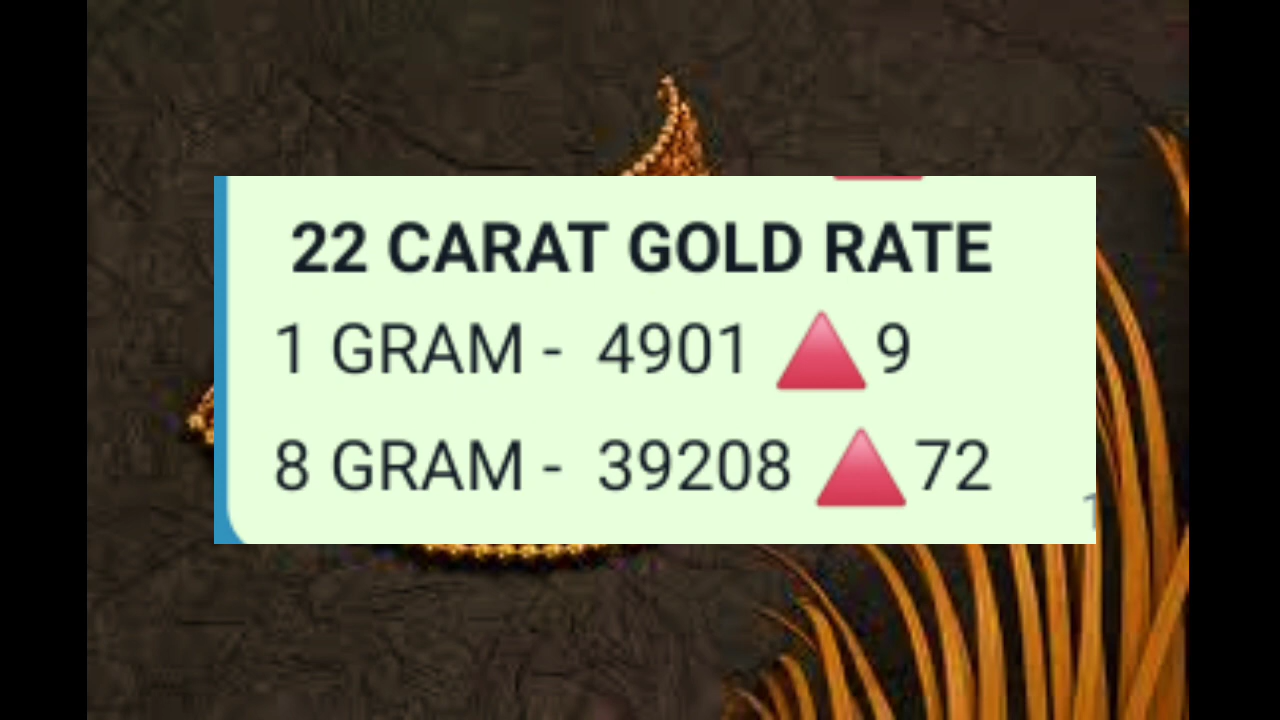 22 CARAT GOLD RATE
1 GRAM - 4901 🔺9
8 GRAM - 39208 🔺72